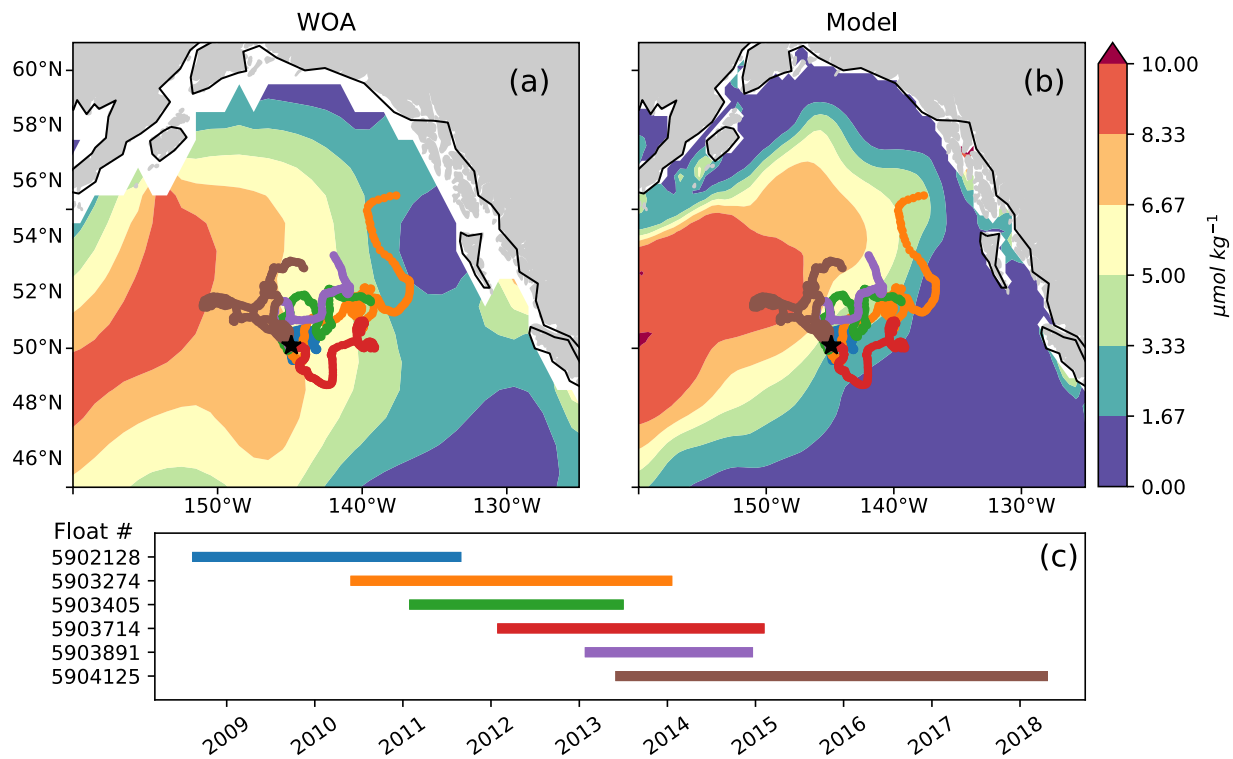 WOA
Model
60°N
58°N
56°N
54°N
52°N
50°N
48°N
46°N
(a)
(b)
10.00
8.33
6.67
5.00
3.33
1.67
0.00
μmol kg⁻¹
150°W
140°W
130°W
150°W
140°W
130°W
Float #
(c)
5902128
5903274
5903405
5903714
5903891
5904125
2009
2010
2011
2012
2013
2014
2015
2016
2017
2018